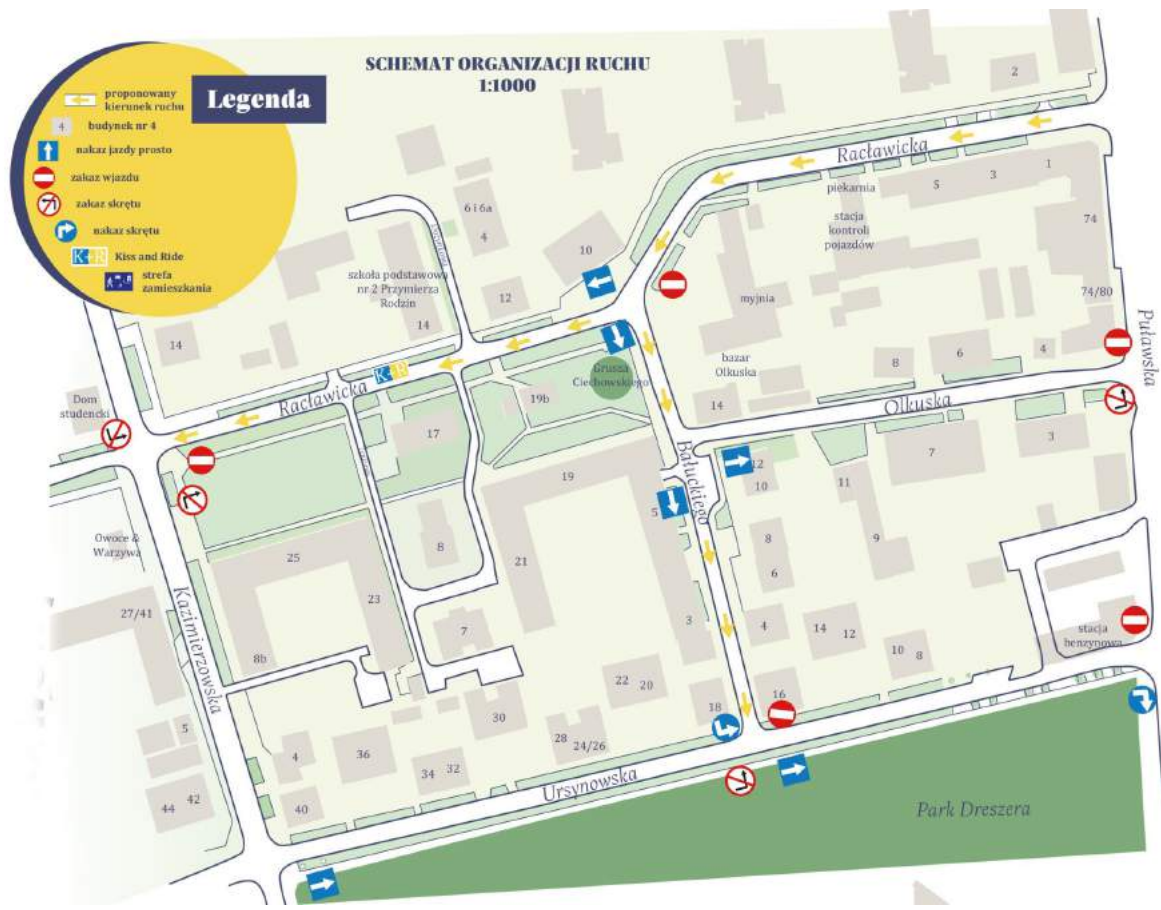 SCHEMAT ORGANIZACJI RUCHU
1:1000
Legenda
proponowany
kierunek ruchu
4
budynek nr 4
nakaz jazdy prosto
zakaz wjazdu
zakaz skrętu
nakaz skrętu
K+R
Kiss and Ride
strefa
zamieszkania
2
Racławicka
1
3
5
piekarnia
stacja
kontroli
pojazdów
74
6 i 6a
4
10
szkoła podstawowa
nr 2 Przymierza
Rodzin
12
14
14
myjnia
74/80
Puławska
bazar
Olkuska
8
6
4
Grusza
Ciechowskiego
K+R
Racławicka
19b
17
14
Olkuska
Dom
studencki
3
7
12
10
11
19
Bałuckiego
5
Owoce &
Warzywa
25
8
21
8
9
6
27/41
Kazimierzowska
23
7
3
4
14
12
stacja
benzynowa
8b
10
8
22
20
16
18
30
5
4
36
28
24/26
34
32
Ursynowska
44
42
40
Park Dreszera